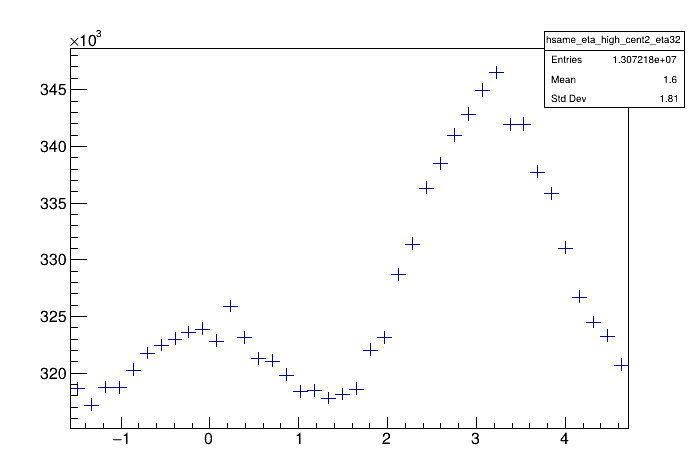 ×10³
hsame_eta_high_cent2_eta32
Entries 1.307218e+07
Mean 1.6
Std Dev 1.81
345
340
335
330
325
320
−1 0 1 2 3 4